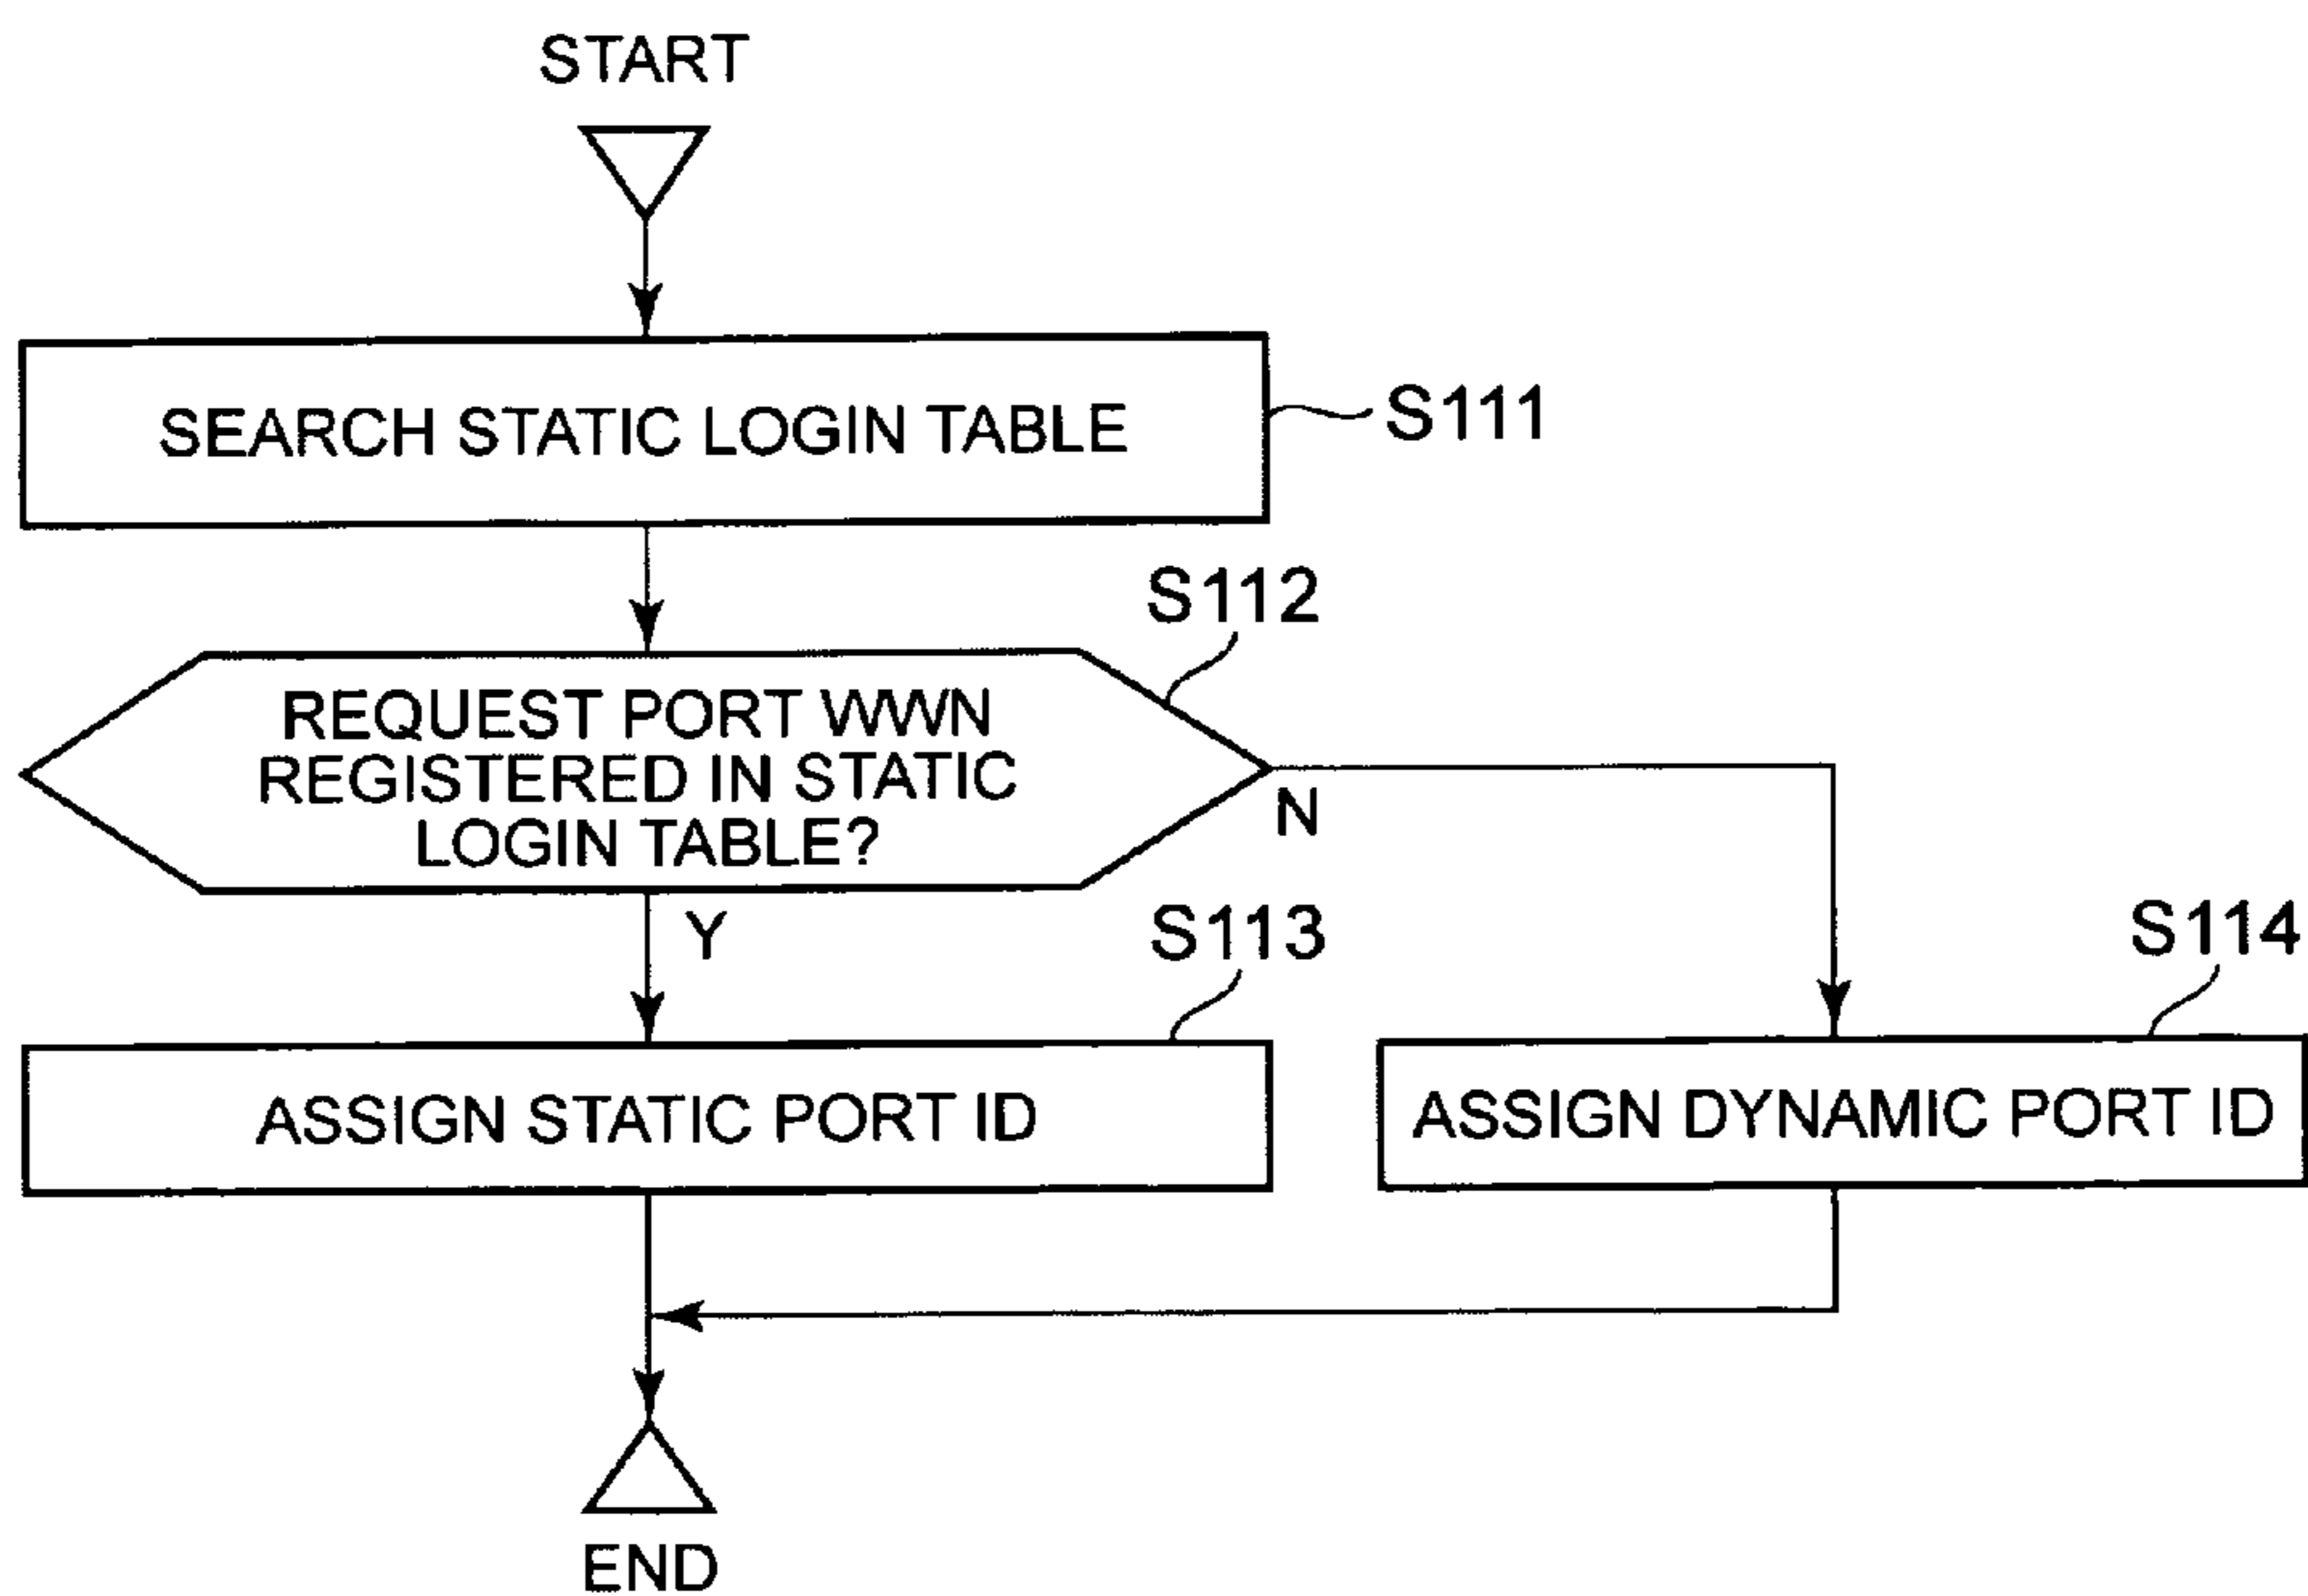 START
SEARCH STATIC LOGIN TABLE
S111
S112
REQUEST PORT WWN
REGISTERED IN STATIC
LOGIN TABLE?
N
Y
S113
S114
ASSIGN STATIC PORT ID
ASSIGN DYNAMIC PORT ID
END